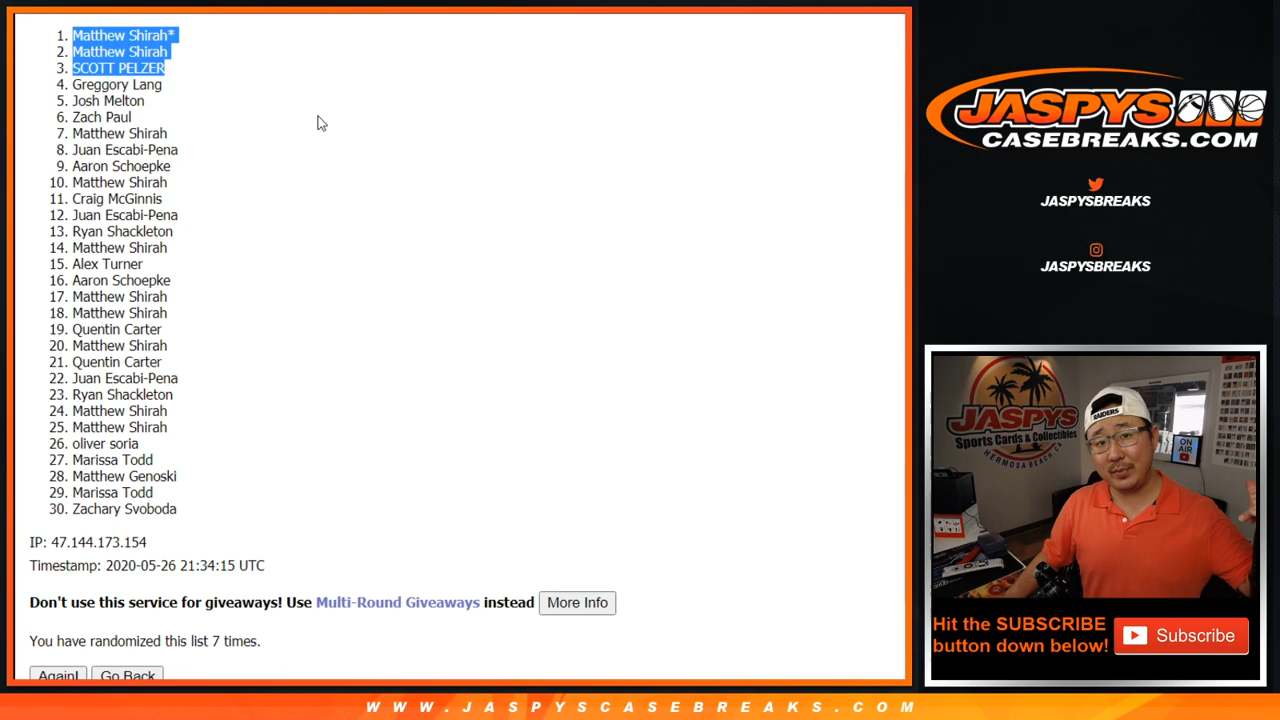 1. Matthew Shirah*
2. Matthew Shirah
3. SCOTT PELZER
4. Greggory Lang
5. Josh Melton
6. Zach Paul
7. Matthew Shirah
8. Juan Escabi-Pena
9. Aaron Schoepke
10. Matthew Shirah
11. Craig McGinnis
12. Juan Escabi-Pena
13. Ryan Shackleton
14. Matthew Shirah
15. Alex Turner
16. Aaron Schoepke
17. Matthew Shirah
18. Matthew Shirah
19. Quentin Carter
20. Matthew Shirah
21. Quentin Carter
22. Juan Escabi-Pena
23. Ryan Shackleton
24. Matthew Shirah
25. Matthew Shirah
26. oliver soria
27. Marissa Todd
28. Matthew Genoski
29. Marissa Todd
30. Zachary Svoboda
IP: 47.144.173.154
Timestamp: 2020-05-26 21:34:15 UTC
Don't use this service for giveaways! Use Multi-Round Giveaways instead More Info
You have randomized this list 7 times.
Again! Go Back
JASPYS
CASEBREAKS.COM
JASPYSBREAKS
JASPYSBREAKS
JASPYS
Sports Cards & Collectibles
HERMOSA BEACH, CA
RAIDERS
ON
AIR
Hit the SUBSCRIBE
button down below!
Subscribe
WWW.JASPYSCASEBREAKS.COM